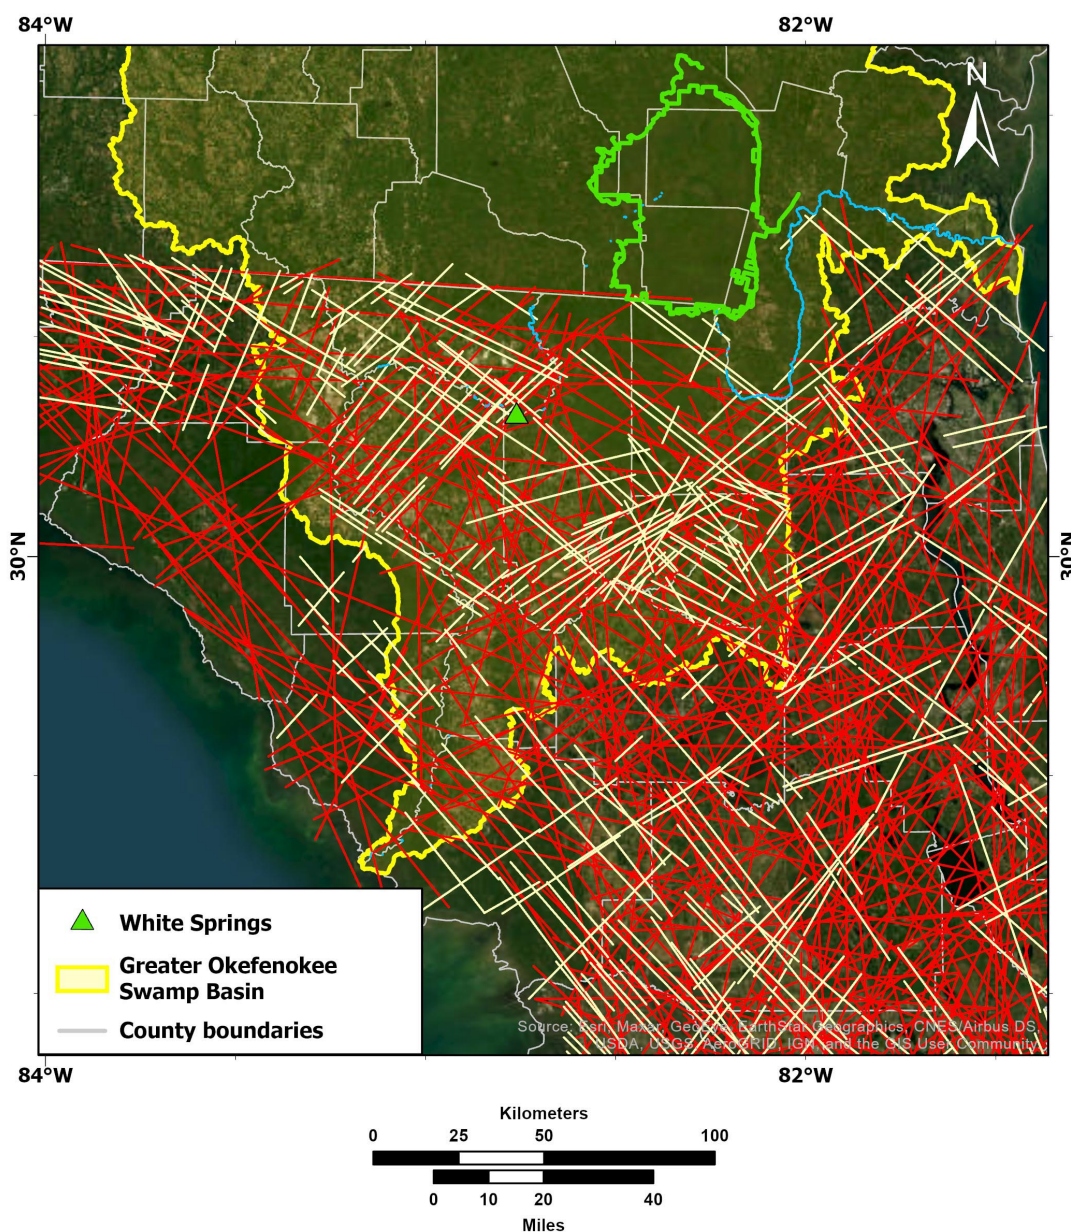 84°W
82°W
N
30°N
30°N
White Springs
Greater Okefenokee
Swamp Basin
County boundaries
Source: Esri, Maxar, GeoEye, EarthStar Geographics, CNES/Airbus DS,
USDA, USGS, AeroGRID, IGN, and the GIS User Community
84°W
82°W
Kilometers
0 25 50 100
0 10 20 40
Miles